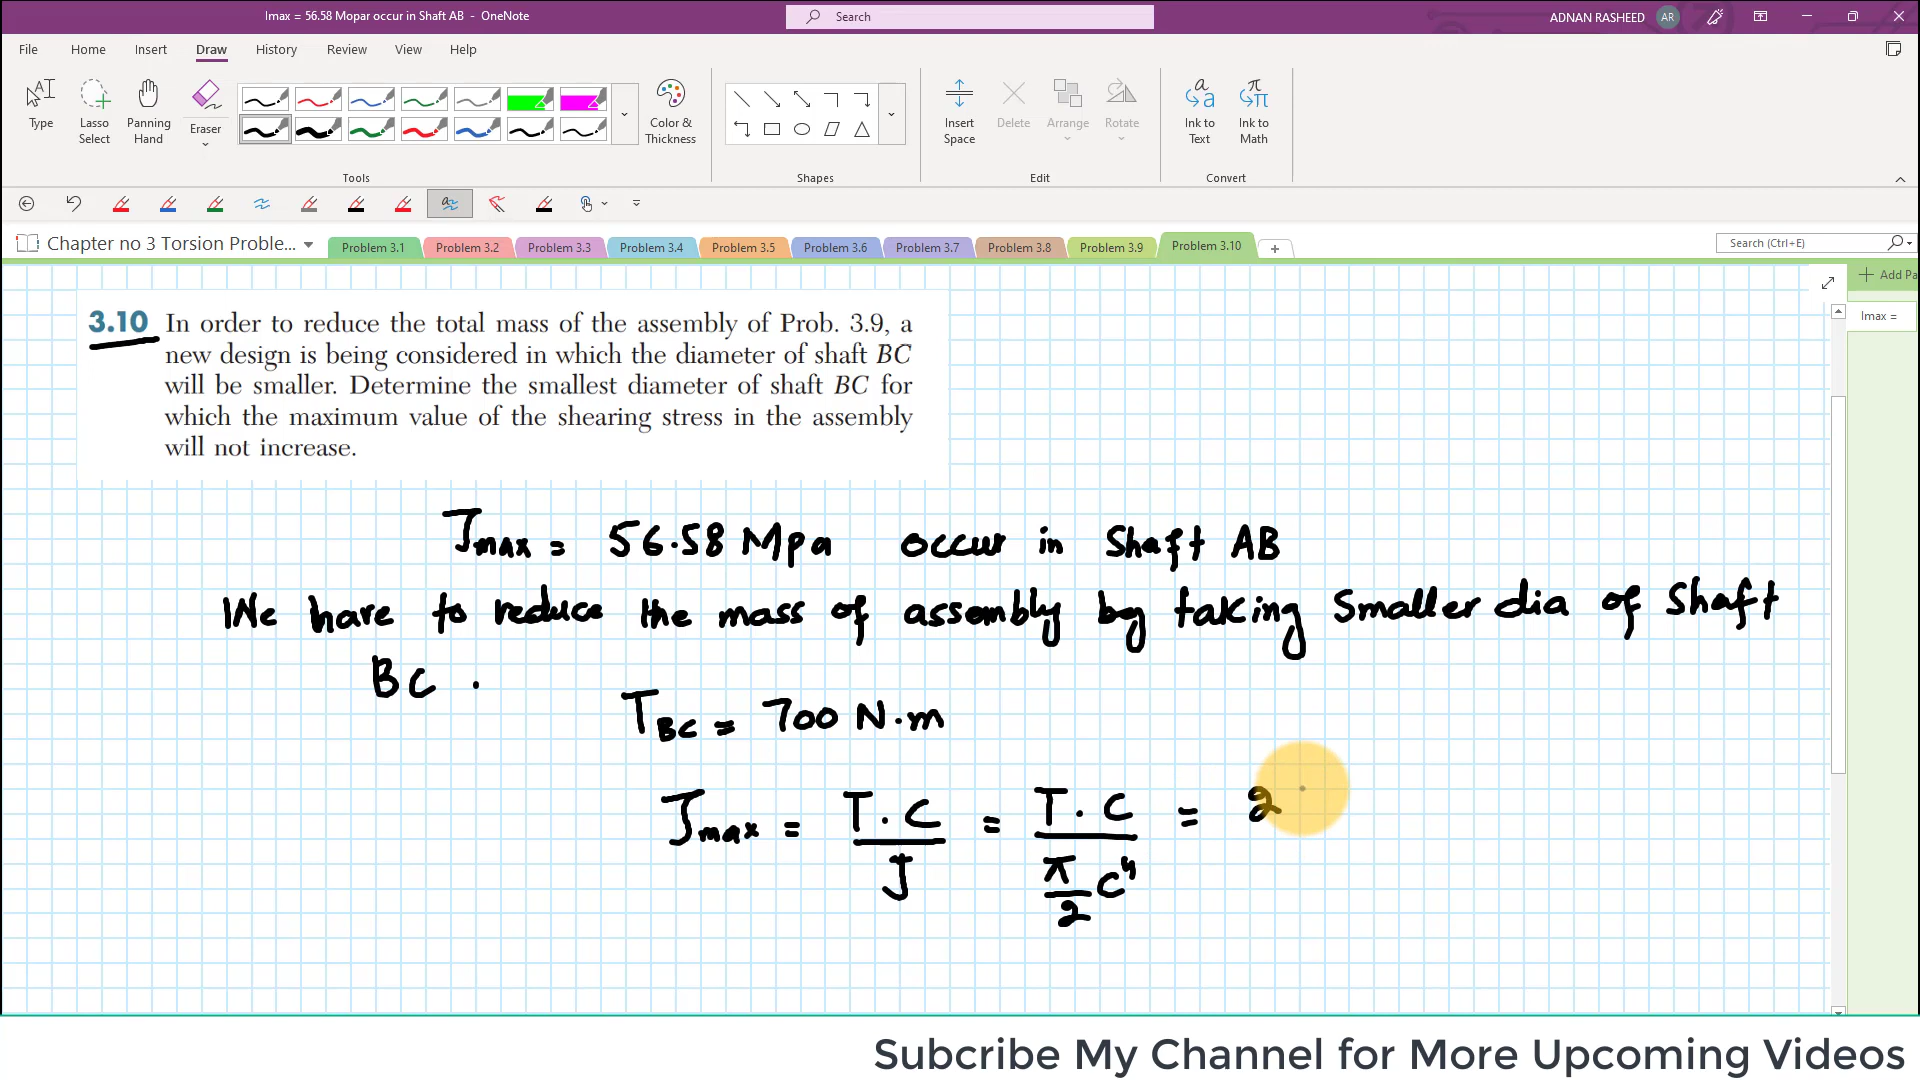 Imax = 56.58 Mopar occur in Shaft AB - OneNote
Search
ADNAN RASHEED
AR
File Home Insert Draw History Review View Help
Type
Lasso Select
Panning Hand
Eraser
Color & Thickness
Insert Space
Delete
Arrange
Rotate
Ink to Text
Ink to Math
Tools
Shapes
Edit
Convert
Chapter no 3 Torsion Proble...
Problem 3.1
Problem 3.2
Problem 3.3
Problem 3.4
Problem 3.5
Problem 3.6
Problem 3.7
Problem 3.8
Problem 3.9
Problem 3.10
Search (Ctrl+E)
Add Pa
Imax =
3.10 In order to reduce the total mass of the assembly of Prob. 3.9, a
new design is being considered in which the diameter of shaft BC
will be smaller. Determine the smallest diameter of shaft BC for
which the maximum value of the shearing stress in the assembly
will not increase.
τmax = 56.58 Mpa occur in Shaft AB
We have to reduce the mass of assembly by taking Smaller dia of Shaft
BC .
TBC = 700 N.m
τmax = T.C / J = T.C / π/2 C⁴ = 2
Subcribe My Channel for More Upcoming Videos